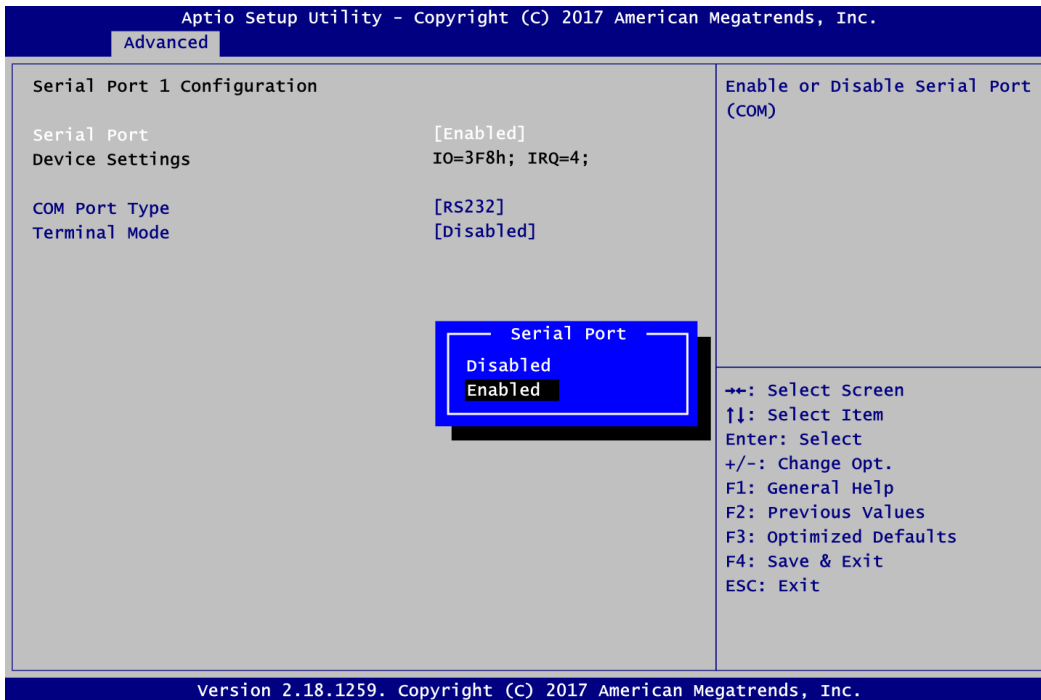 Aptio Setup Utility - Copyright (C) 2017 American Megatrends, Inc.
Advanced
Serial Port 1 Configuration
Serial Port [Enabled]
Device Settings IO=3F8h; IRQ=4;
COM Port Type [RS232]
Terminal Mode [Disabled]
Serial Port
Disabled
Enabled
Enable or Disable Serial Port
(COM)
→←: Select Screen
↑↓: Select Item
Enter: Select
+/-: Change Opt.
F1: General Help
F2: Previous Values
F3: Optimized Defaults
F4: Save & Exit
ESC: Exit
Version 2.18.1259. Copyright (C) 2017 American Megatrends, Inc.